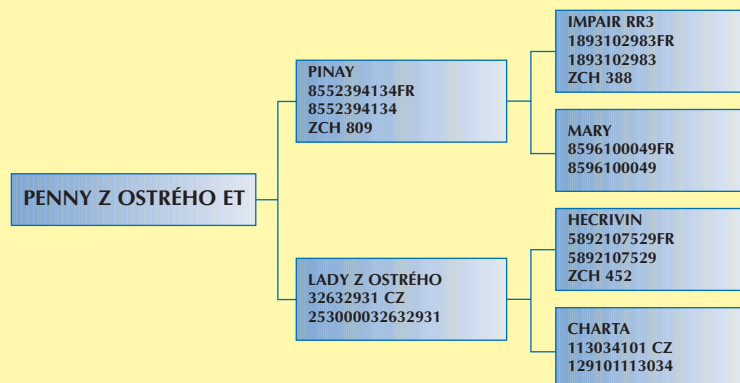 PENNY Z OSTRÉHO ET
PINAY
8552394134FR
8552394134
ZCH 809
LADY Z OSTRÉHO
32632931 CZ
253000032632931
IMPAIR RR3
1893102983FR
1893102983
ZCH 388
MARY
8596100049FR
8596100049
HECRIVIN
5892107529FR
5892107529
ZCH 452
CHARTA
113034101 CZ
129101113034